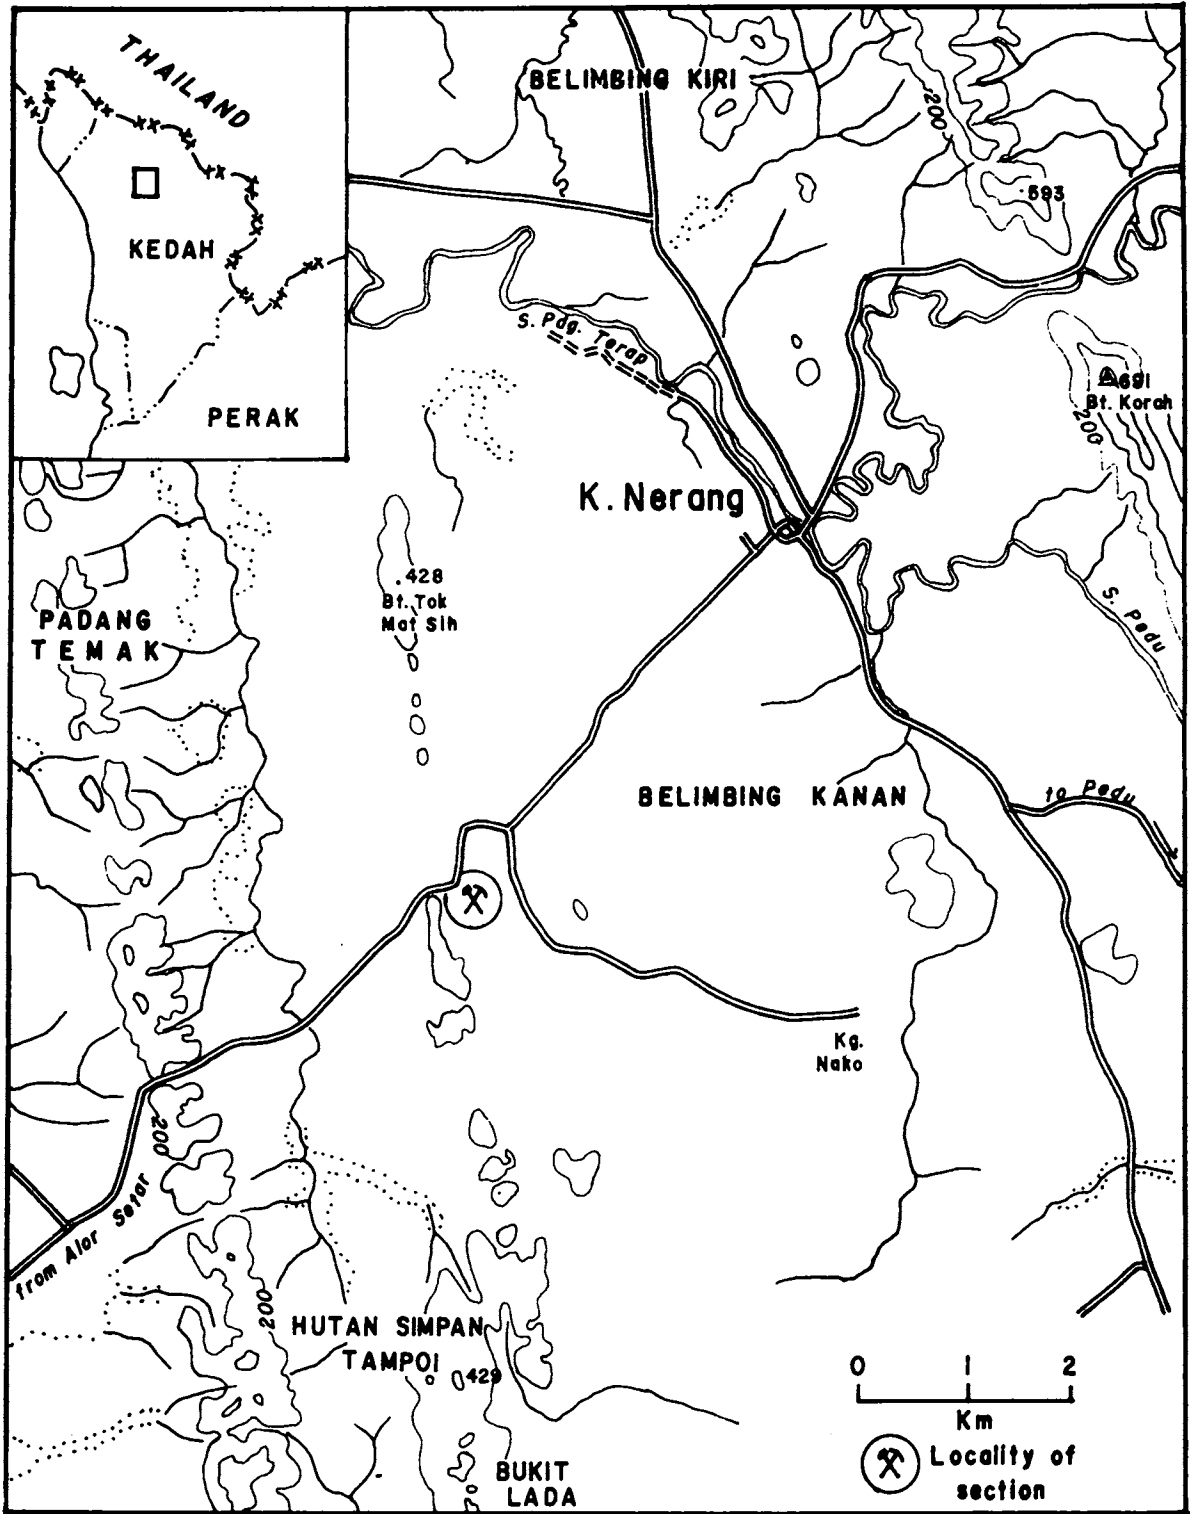 THAILAND
KEDAH
PERAK
BELIMBING KIRI
200
593
S. Pdg. Terap
691
Bt. Korah
200
K. Nerang
428
Bt. Tok
Mat Sih
PADANG
TEMAK
S. Pedu
BELIMBING KANAN
to Pedu
Kg.
Nako
200
from Alor Setar
200
HUTAN SIMPAN
TAMPOI
429
BUKIT
LADA
0 1 2
Km
Locality of
section